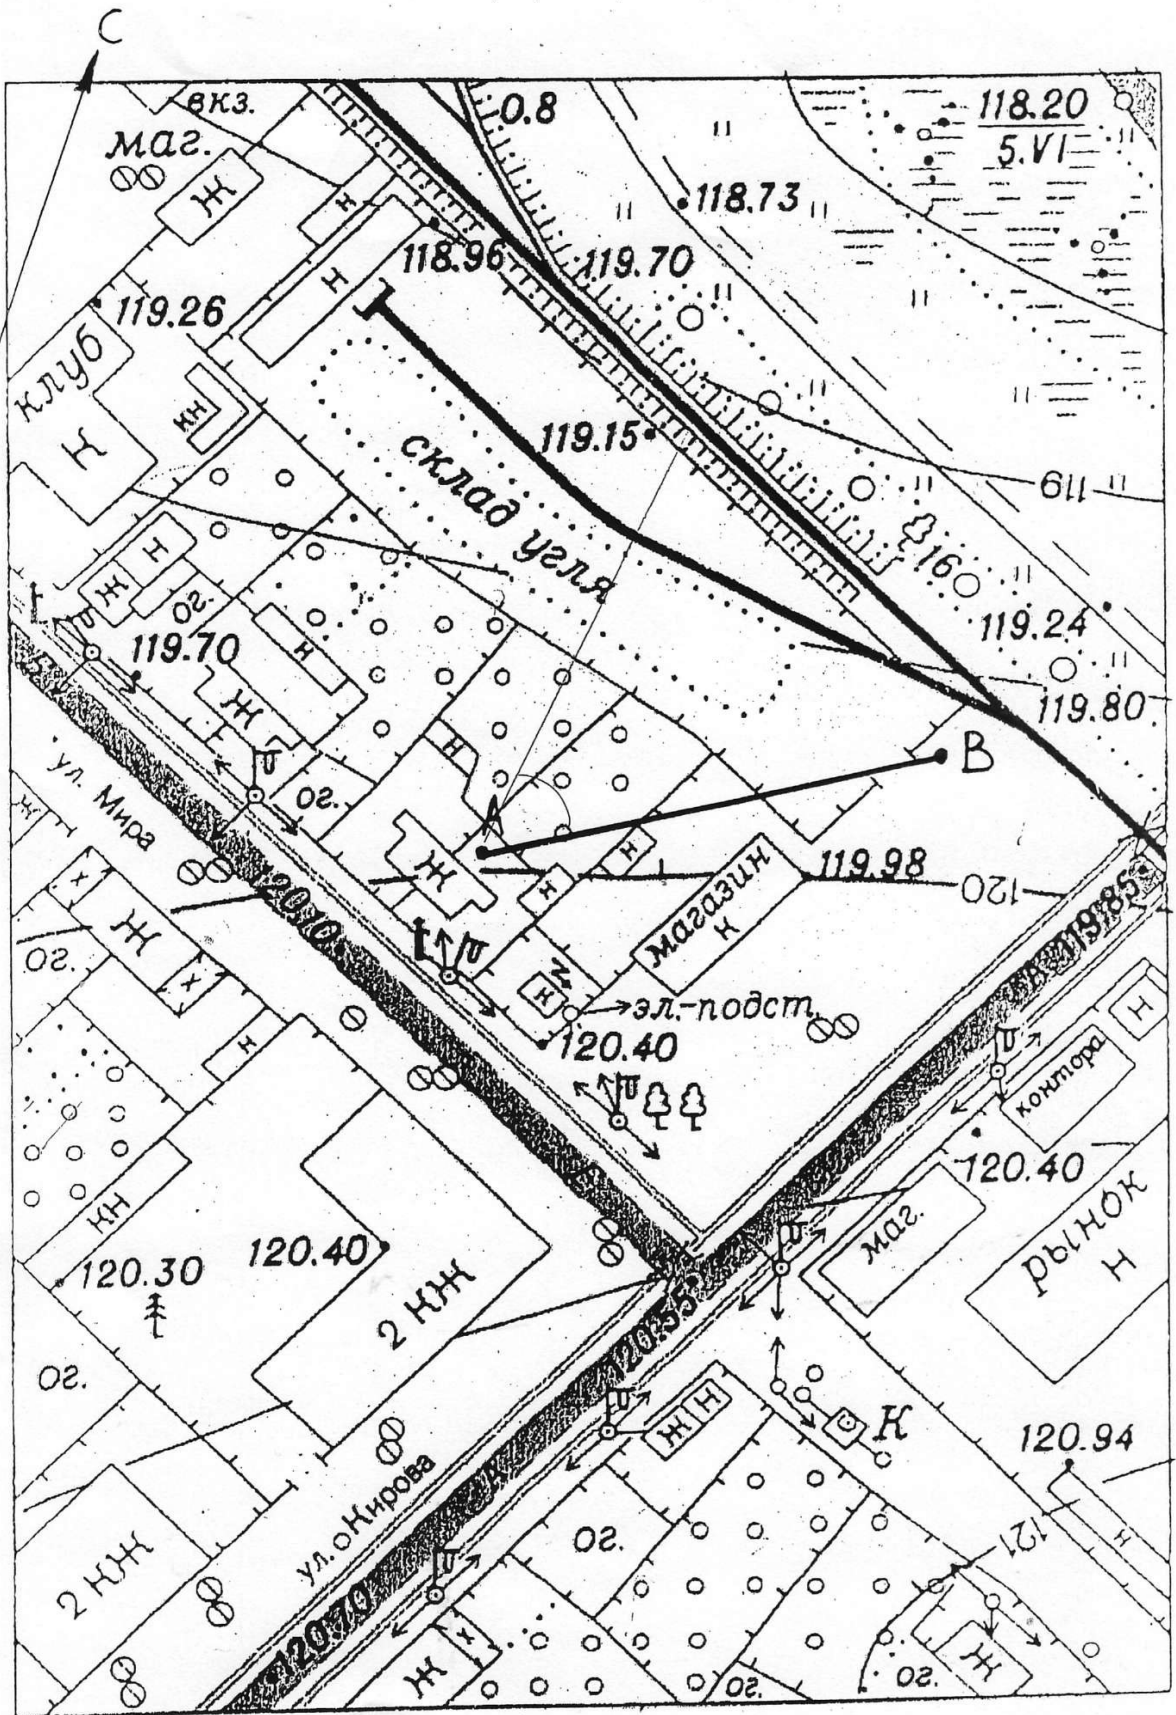 С
вкз.
0.8
118.20
5.VI
маг.
Ж
н
118.73
118.96
119.70
н
119.26
клуб
Н
кн
119.15
склад угля
119
16
Н
Ж
ог.
119.24
119.70
н
Ж
119.80
Н
В
ул. Мира
ог.
А
Ж
Ж
н
н
магазин
к
119.98
120
119.85
А
120.10
х
Ж
х
ог.
к
эл.-подст.
н
120.40
Н
контора
120.40
маг.
рынок
Н
кн
120.30
120.40
2 КЖ
120.55
ог.
Ж
Н
К
120.94
А
ул. Кирова
ог.
121
н
2 КЖ
120.70
х
Ж
ог.
ог.
Ж